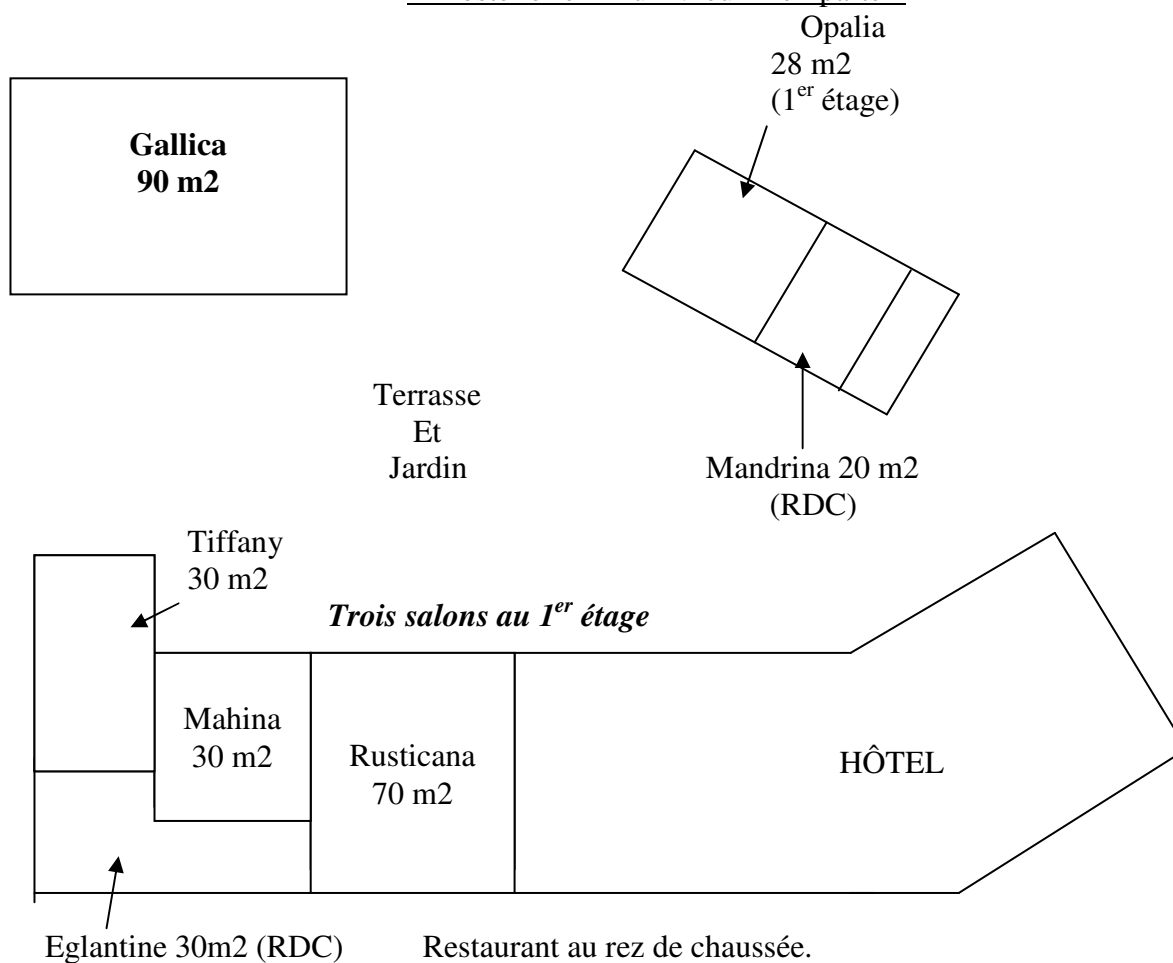 Opalia
28 m2
(1er étage)
Gallica
90 m2
Terrasse
Et
Jardin
Mandrina 20 m2
(RDC)
Tiffany
30 m2
Trois salons au 1er étage
Mahina
30 m2
Rusticana
70 m2
HÔTEL
Eglantine 30m2 (RDC)
Restaurant au rez de chaussée.